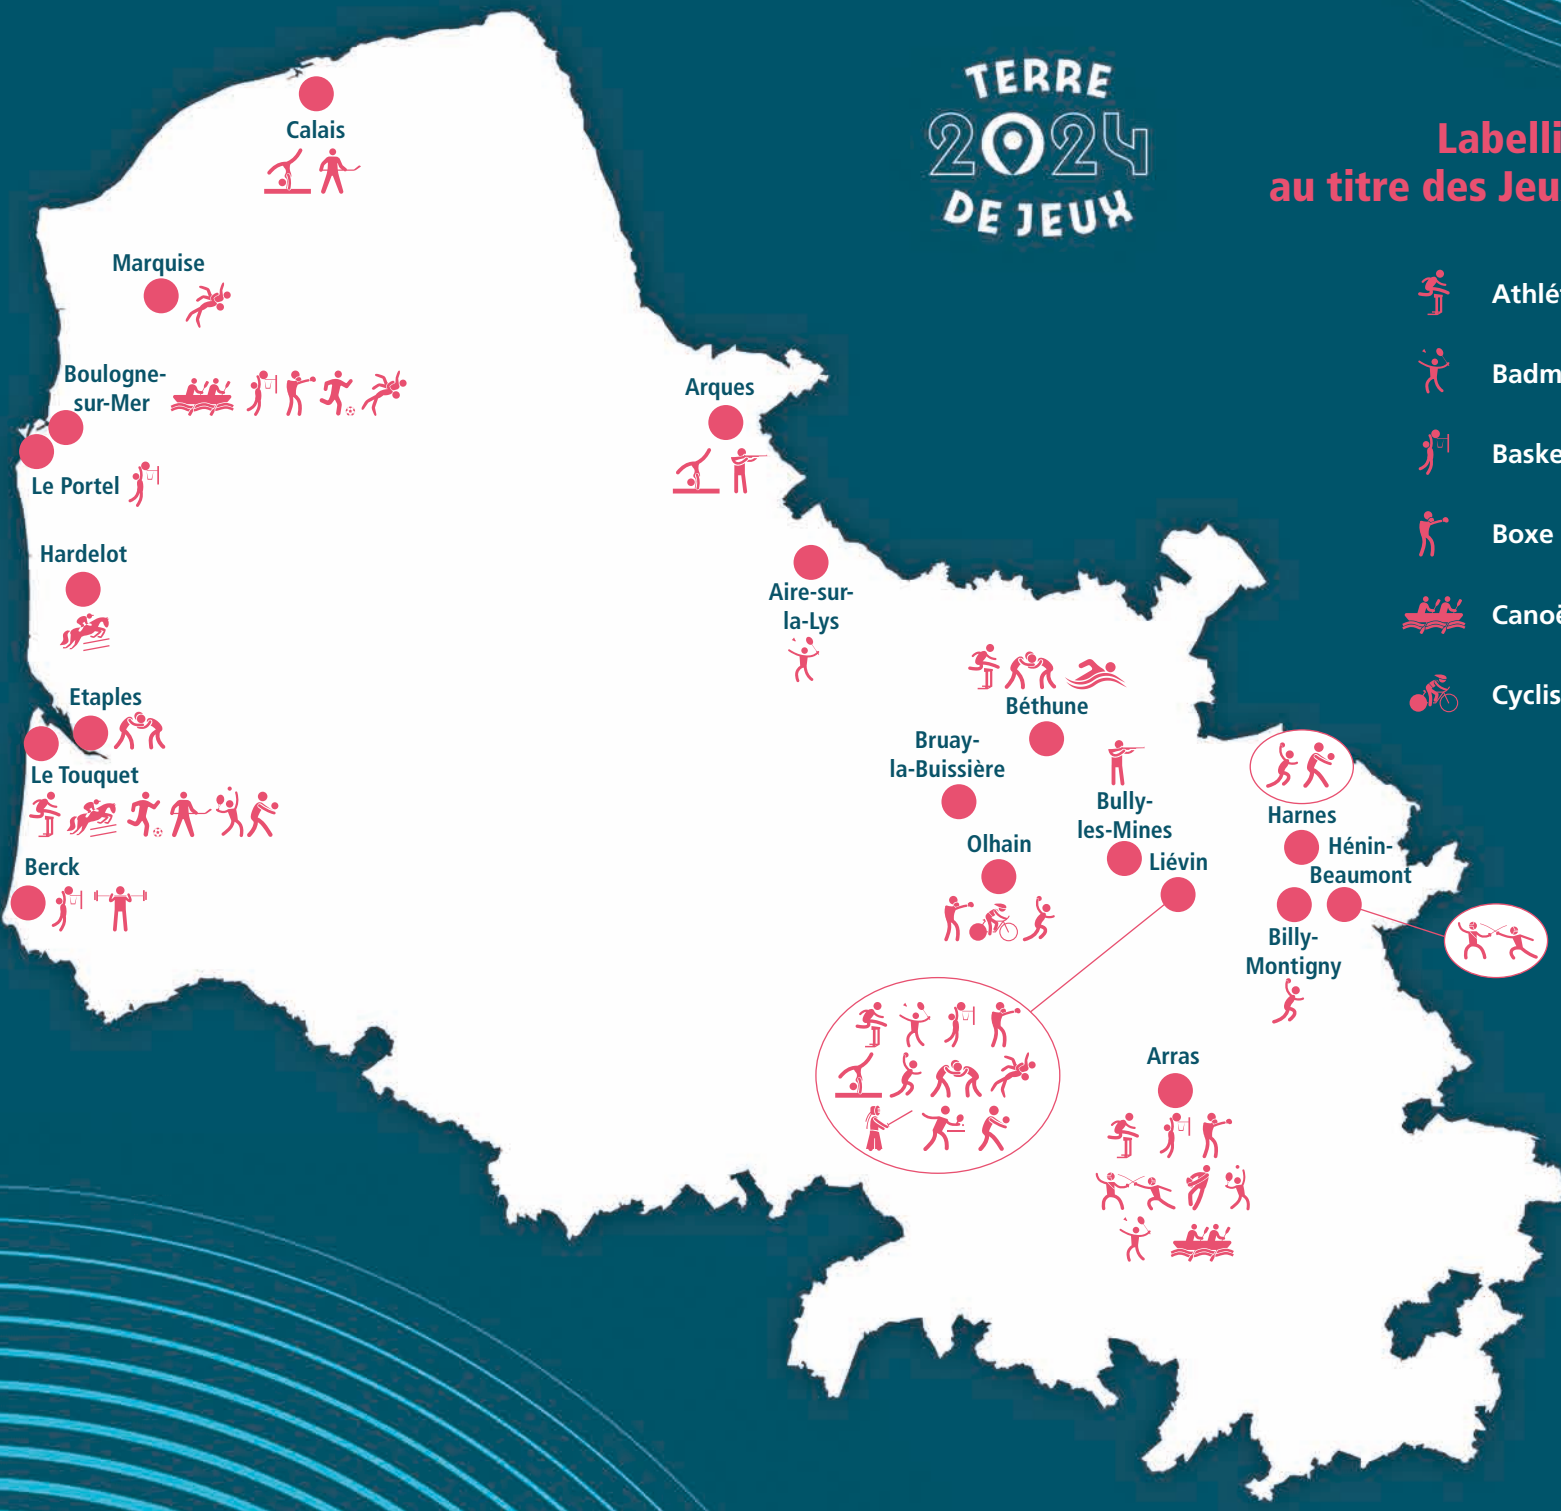 TERRE
2024
DE JEUX
Labelli
au titre des Jeu
Athlé
Badm
Baske
Boxe
Canoë
Cyclis
Calais
Marquise
Boulogne-
sur-Mer
Le Portel
Hardelot
Etaples
Le Touquet
Berck
Arques
Aire-sur-
la-Lys
Béthune
Bruay-
la-Buissière
Bully-
les-Mines
Olhain
Liévin
Harnes
Hénin-
Beaumont
Billy-
Montigny
Arras